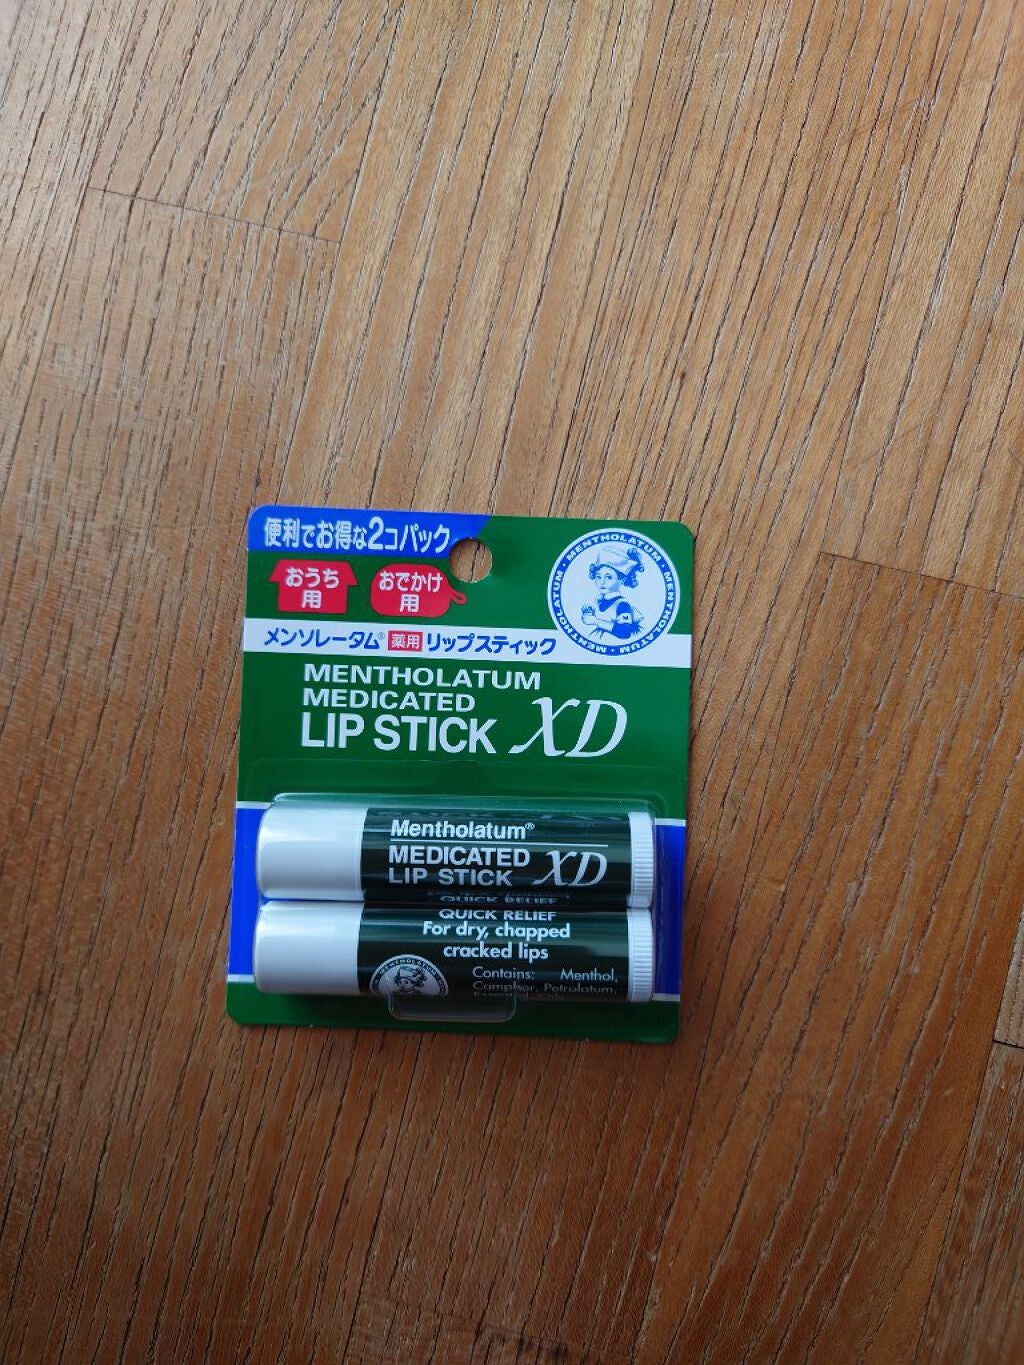 便利でお得な2コパック
おうち用
おでかけ用
MENTHOLATUM · MENTHOLATUM · MENTHOLATUM ·
メンソレータム® 薬用 リップスティック
MENTHOLATUM
MEDICATED
LIP STICK XD
Mentholatum®
MEDICATED
LIP STICK XD
QUICK RELIEF
QUICK RELIEF
For dry, chapped
cracked lips
MENTHOLATUM
Contains: Menthol,
Camphor, Petrolatum,